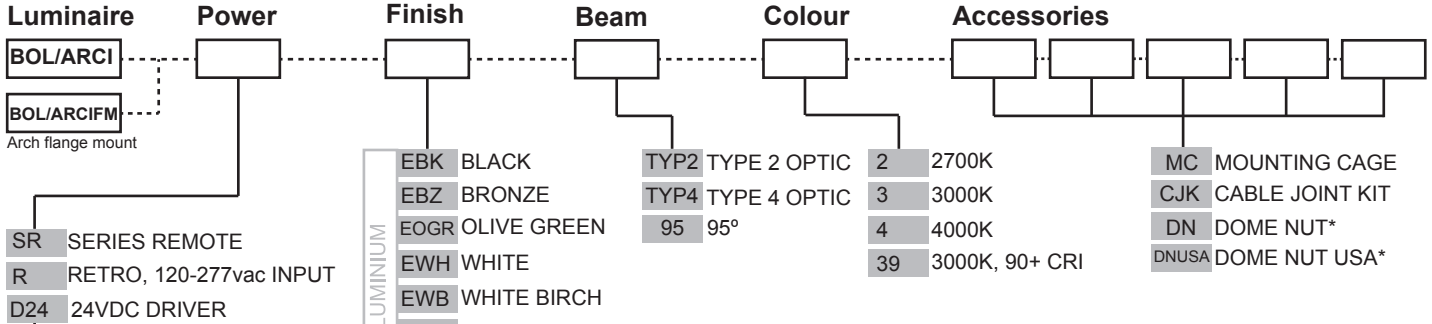 Luminaire Power Finish Beam Colour Accessories
BOL/ARCI
BOL/ARCIFM
Arch flange mount
SR SERIES REMOTE
R RETRO, 120-277vac INPUT
D24 24VDC DRIVER
EBK BLACK
EBZ BRONZE
EOGR OLIVE GREEN
EWH WHITE
EWB WHITE BIRCH
TYP2 TYPE 2 OPTIC
TYP4 TYPE 4 OPTIC
95 95º
2 2700K
3 3000K
4 4000K
39 3000K, 90+ CRI
MC MOUNTING CAGE
CJK CABLE JOINT KIT
DN DOME NUT*
DNUSA DOME NUT USA*